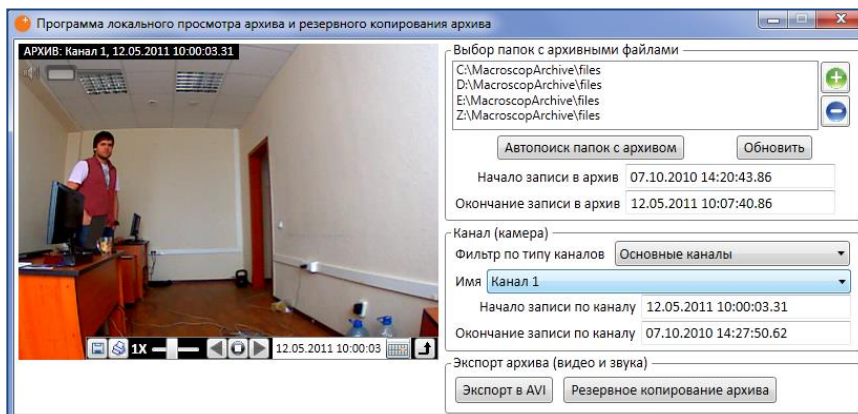 Программа локального просмотра архива и резервного копирования архива
АРХИВ: Канал 1, 12.05.2011 10:00:03.31
1X
12.05.2011 10:00:03
Выбор папок с архивными файлами
C:\MacroscopArchive\files
D:\MacroscopArchive\files
E:\MacroscopArchive\files
Z:\MacroscopArchive\files
Автопоиск папок с архивом Обновить
Начало записи в архив 07.10.2010 14:20:43.86
Окончание записи в архив 12.05.2011 10:07:40.86
Канал (камера)
Фильтр по типу каналов Основные каналы
Имя Канал 1
Начало записи по каналу 12.05.2011 10:00:03.31
Окончание записи по каналу 07.10.2010 14:27:50.62
Экспорт архива (видео и звука)
Экспорт в AVI Резервное копирование архива